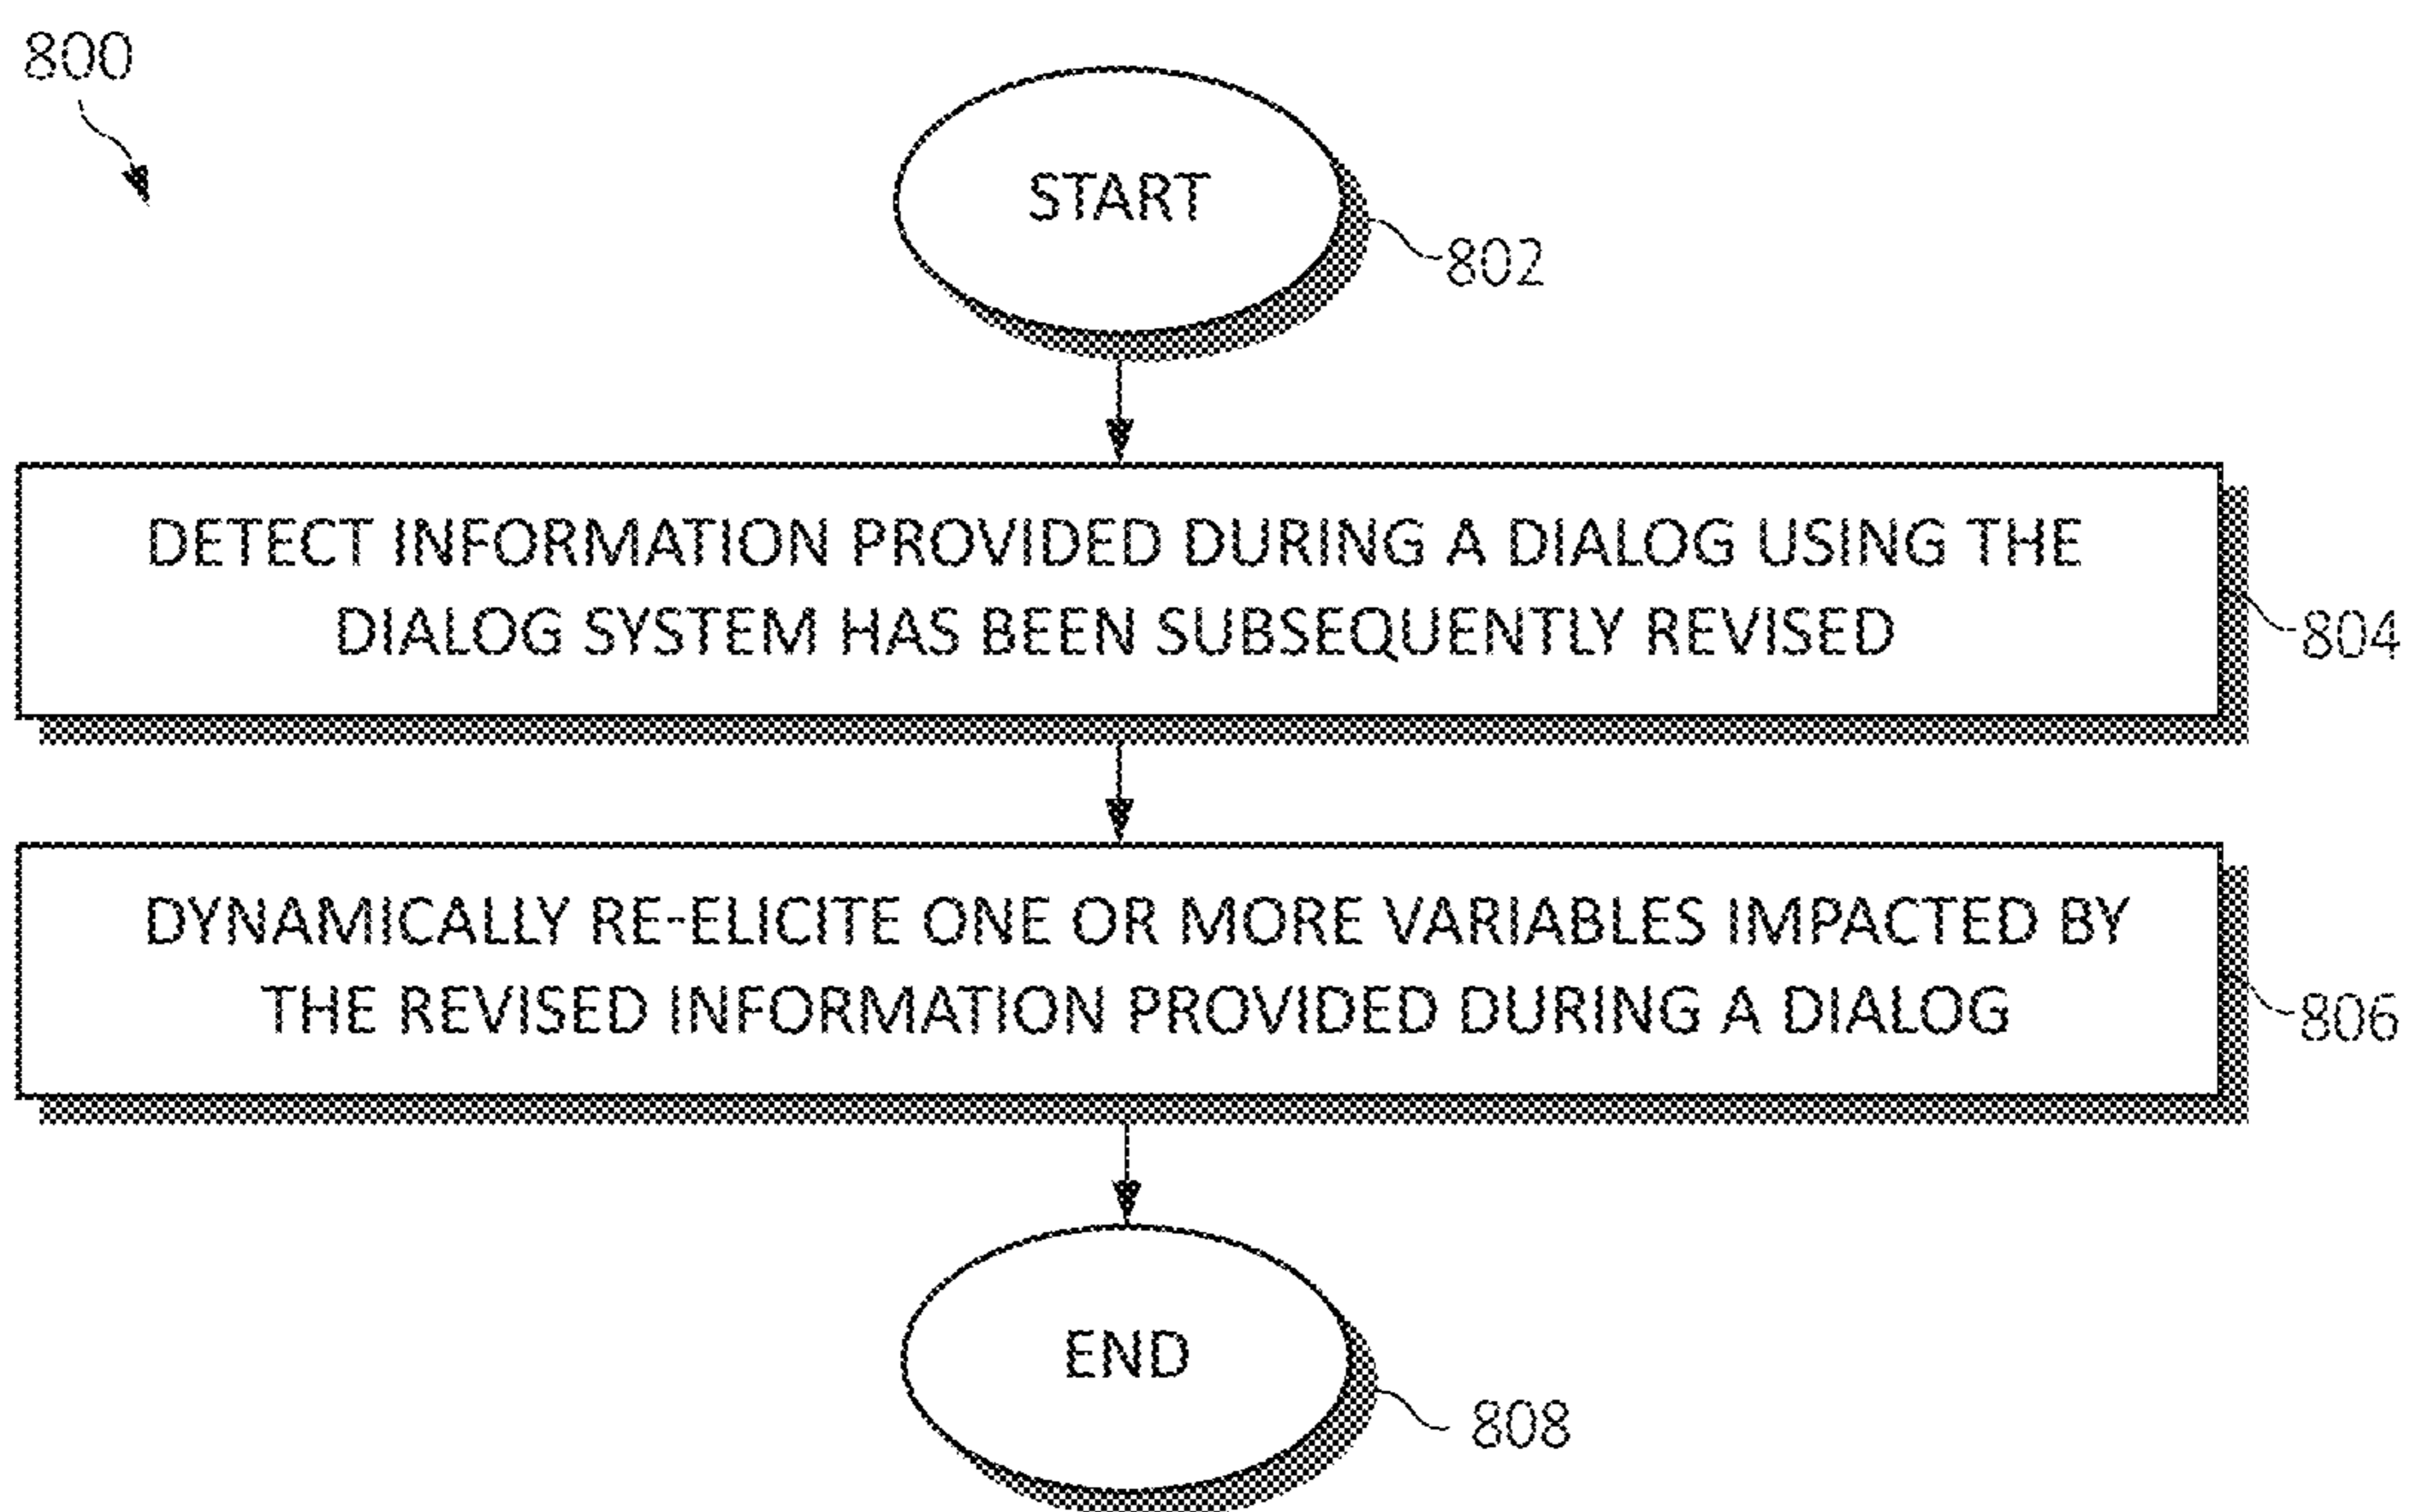 800
START
802
DETECT INFORMATION PROVIDED DURING A DIALOG USING THE
DIALOG SYSTEM HAS BEEN SUBSEQUENTLY REVISED
804
DYNAMICALLY RE-ELICITE ONE OR MORE VARIABLES IMPACTED BY
THE REVISED INFORMATION PROVIDED DURING A DIALOG
806
END
808